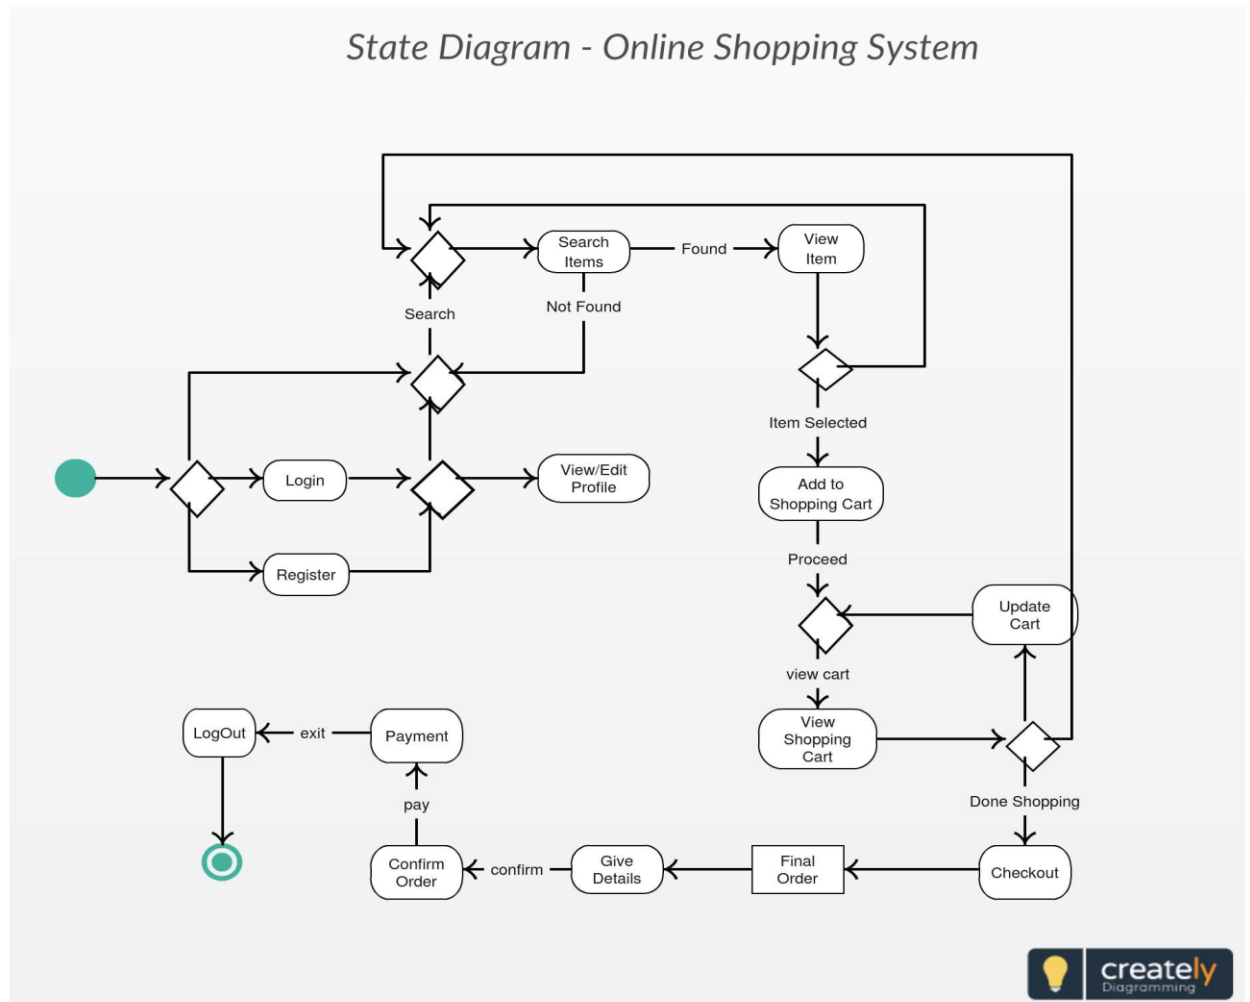 State Diagram - Online Shopping System
Search
Items
Found
View
Item
Not Found
Search
Item Selected
Login
View/Edit
Profile
Add to
Shopping Cart
Register
Proceed
Update
Cart
view cart
View
Shopping
Cart
LogOut
exit
Payment
Done Shopping
pay
Confirm
Order
confirm
Give
Details
Final
Order
Checkout
creately
Diagramming